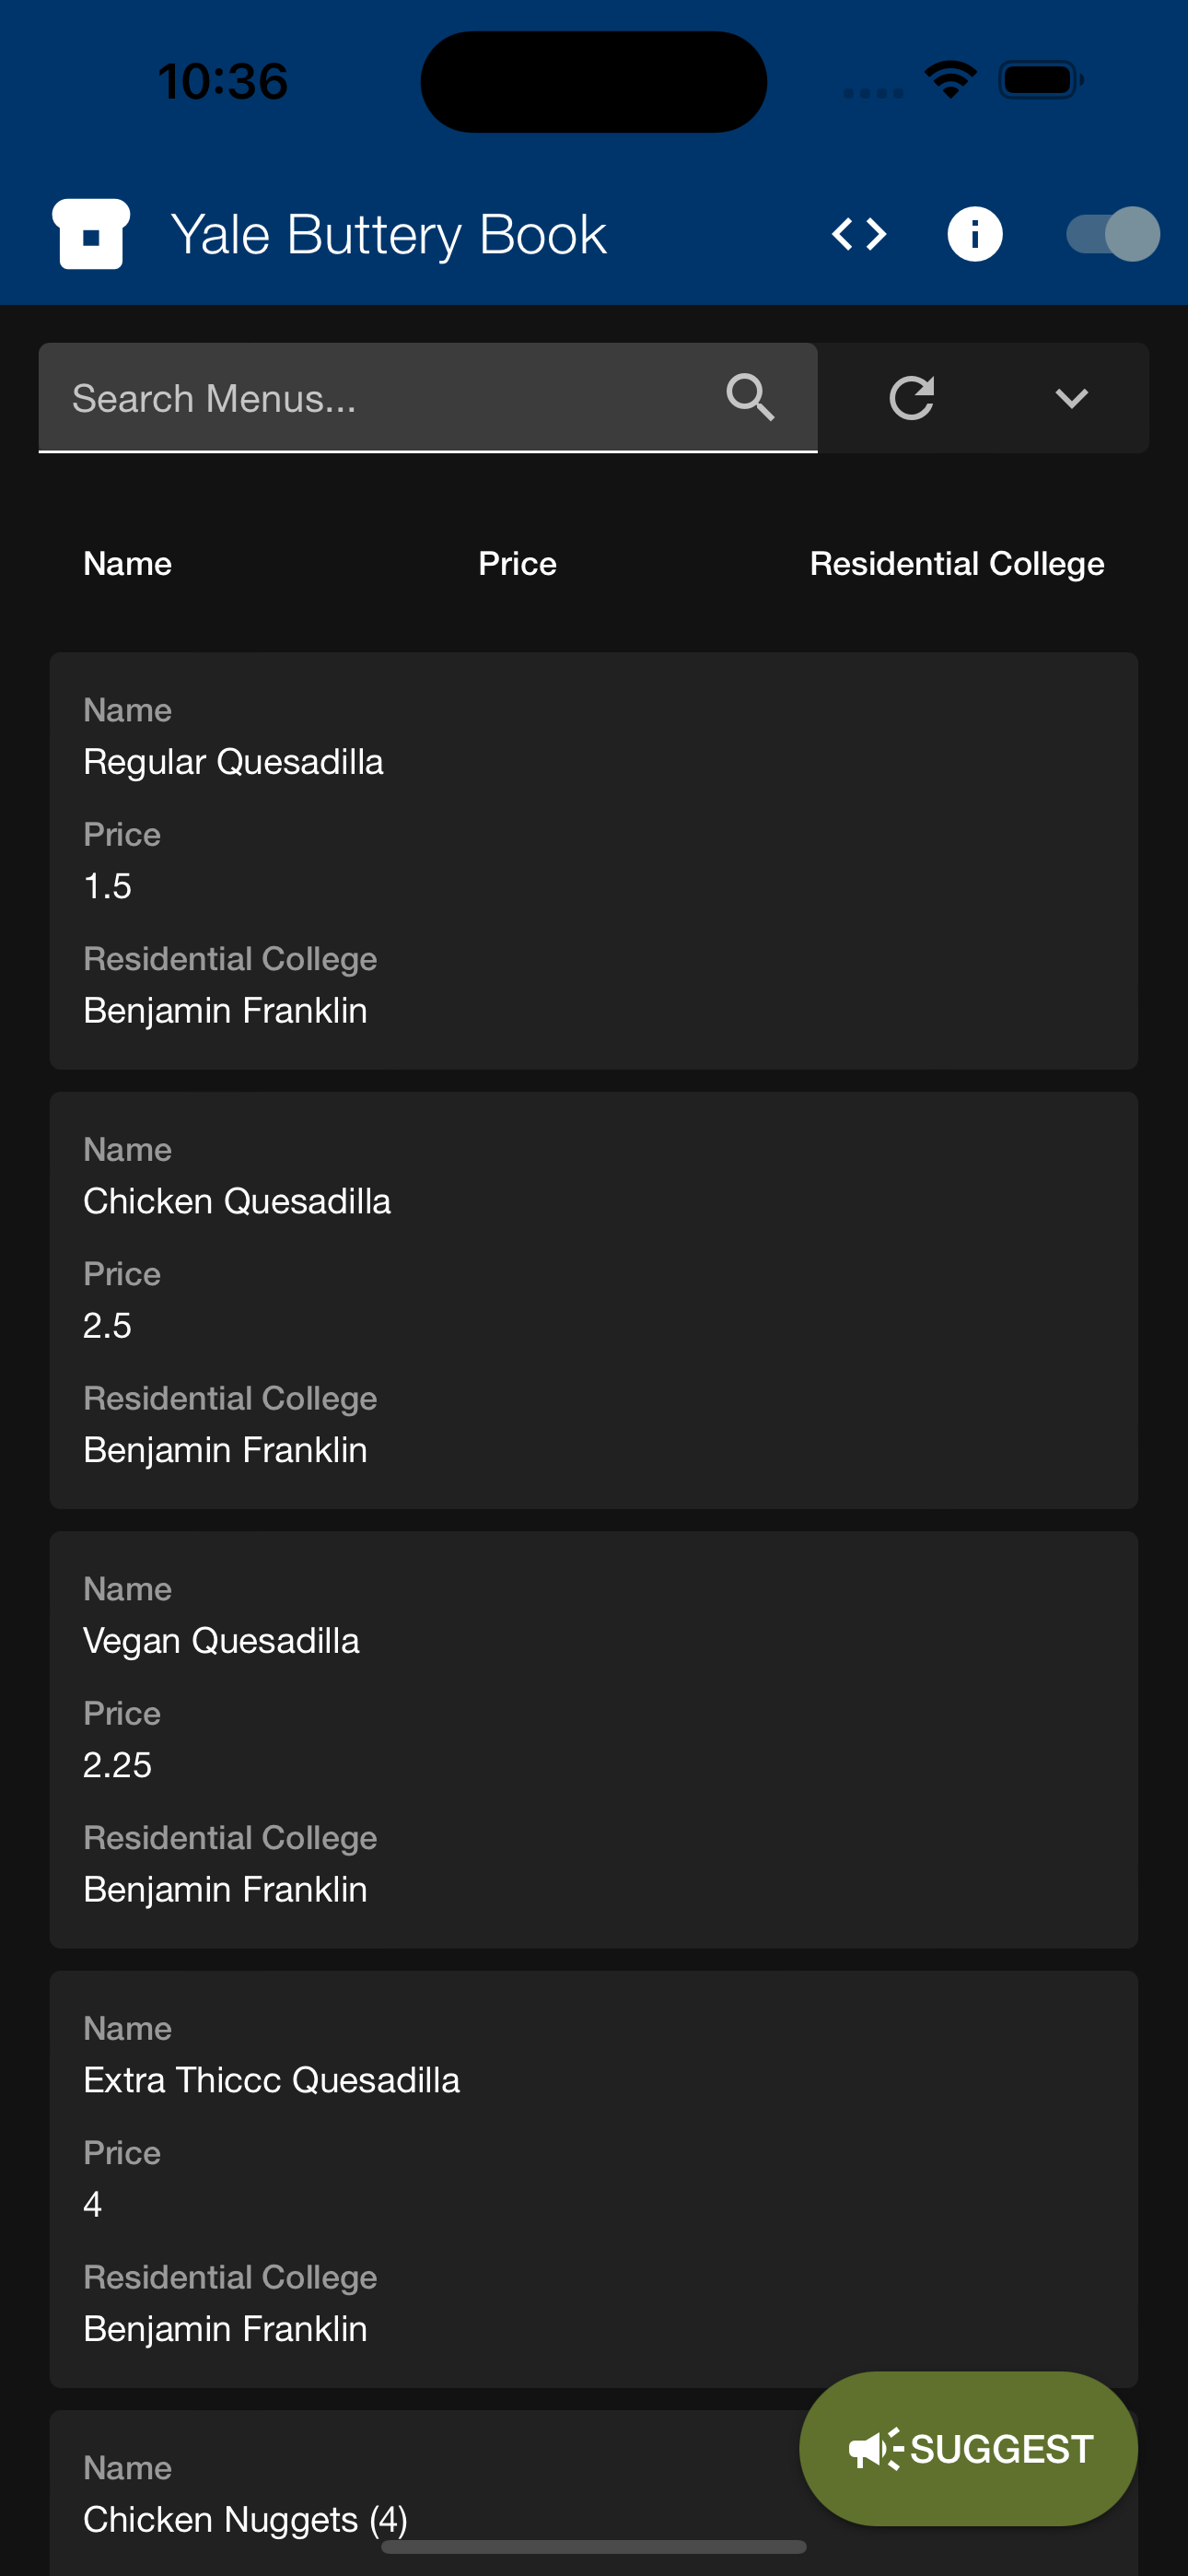 10:36
Yale Buttery Book
Search Menus...
Name Price Residential College
Name
Regular Quesadilla
Price
1.5
Residential College
Benjamin Franklin
Name
Chicken Quesadilla
Price
2.5
Residential College
Benjamin Franklin
Name
Vegan Quesadilla
Price
2.25
Residential College
Benjamin Franklin
Name
Extra Thiccc Quesadilla
Price
4
Residential College
Benjamin Franklin
Name
Chicken Nuggets (4)
SUGGEST